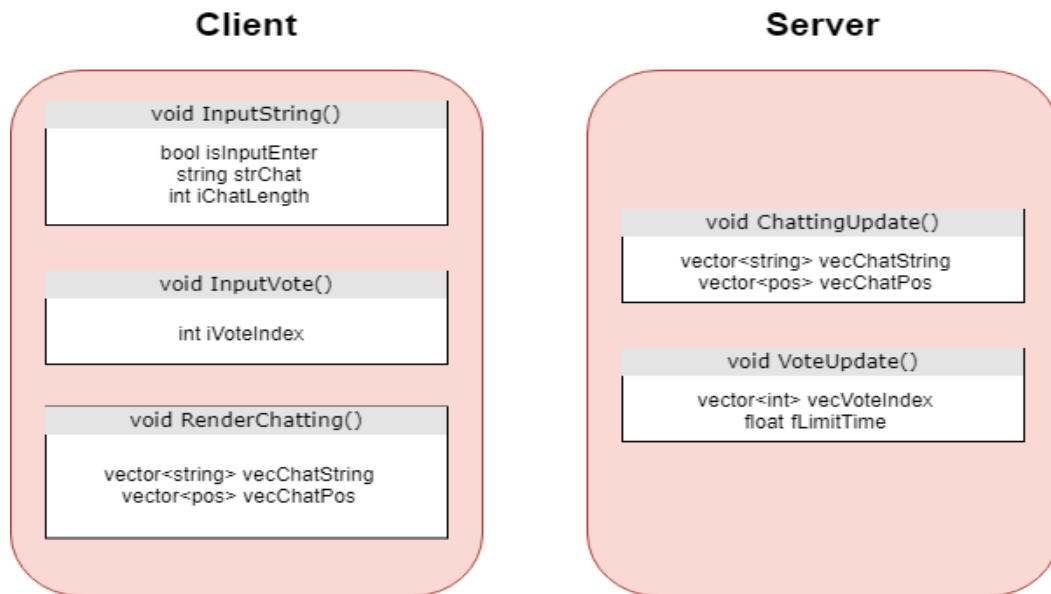 Client
void InputString()
bool isInputEnter
string strChat
int iChatLength
void InputVote()
int iVoteIndex
void RenderChatting()
vector<string> vecChatString
vector<pos> vecChatPos
Server
void ChattingUpdate()
vector<string> vecChatString
vector<pos> vecChatPos
void VoteUpdate()
vector<int> vecVoteIndex
float fLimitTime